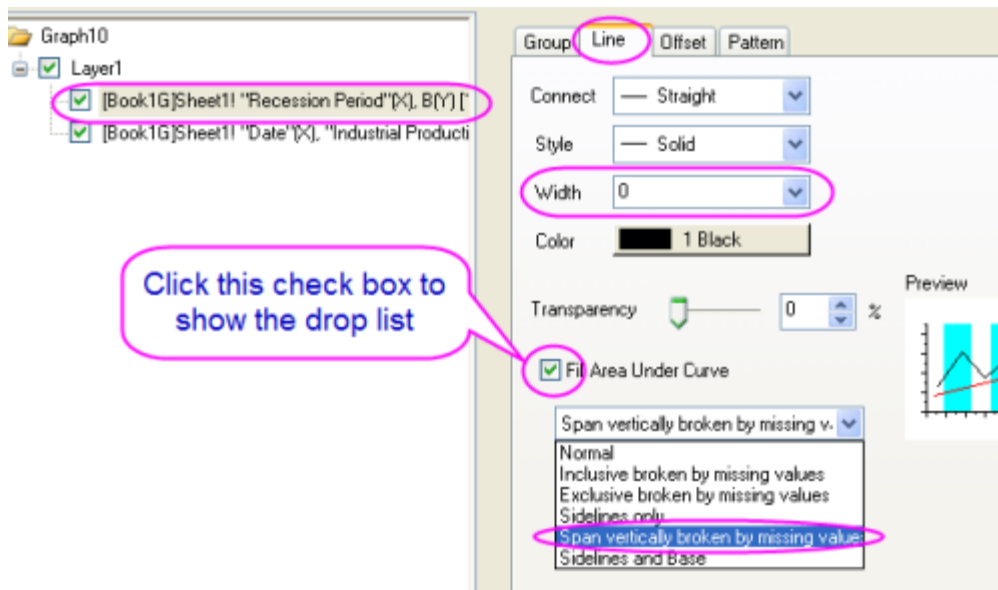 Graph10
Layer1
[Book1G]Sheet1! "Recession Period"(X), B(Y) ["
[Book1G]Sheet1! "Date"(X), "Industrial Producti
Click this check box to
show the drop list
Group Line Offset Pattern
Connect Straight
Style Solid
Width 0
Color 1 Black
Transparency 0 %
Fill Area Under Curve
Span vertically broken by missing v
Normal
Inclusive broken by missing values
Exclusive broken by missing values
Sidelines only
Span vertically broken by missing value
Sidelines and Base
Preview